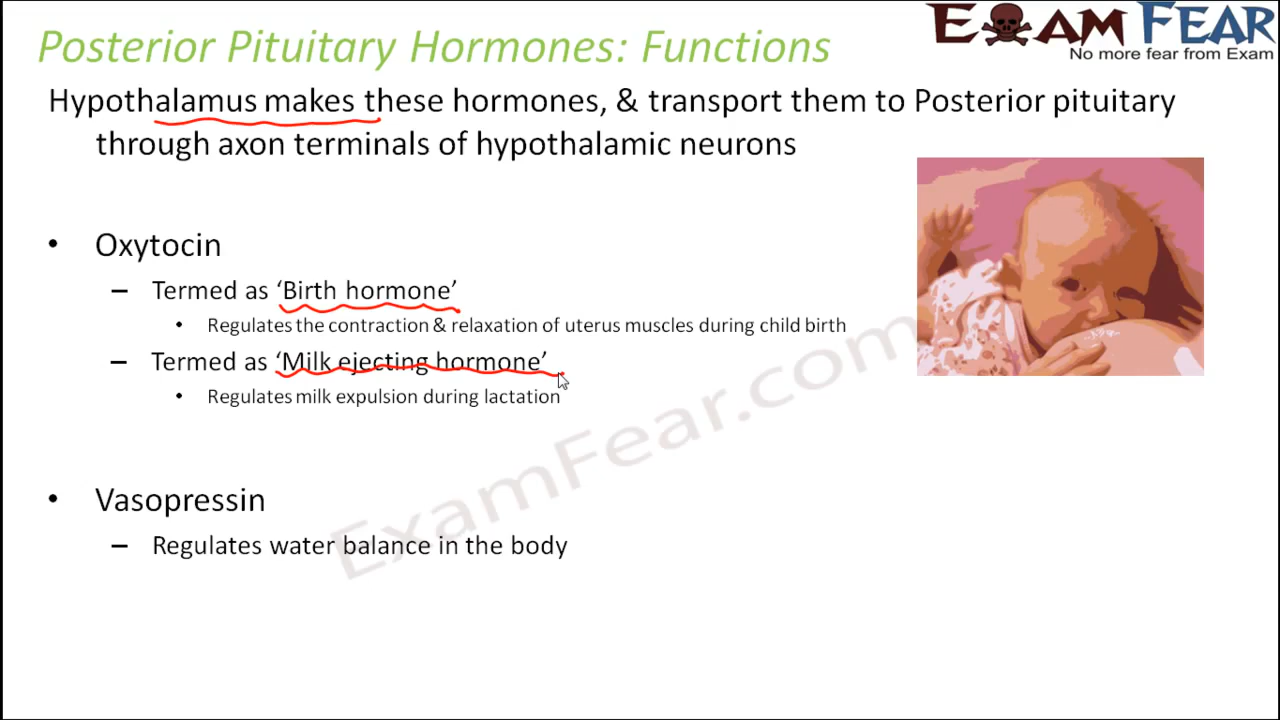 Posterior Pituitary Hormones: Functions
EXAM FEAR
No more fear from Exam
Hypothalamus makes these hormones, & transport them to Posterior pituitary
through axon terminals of hypothalamic neurons
• Oxytocin
– Termed as ‘Birth hormone’
• Regulates the contraction & relaxation of uterus muscles during child birth
– Termed as ‘Milk ejecting hormone’
• Regulates milk expulsion during lactation
ExamFear.com
• Vasopressin
– Regulates water balance in the body